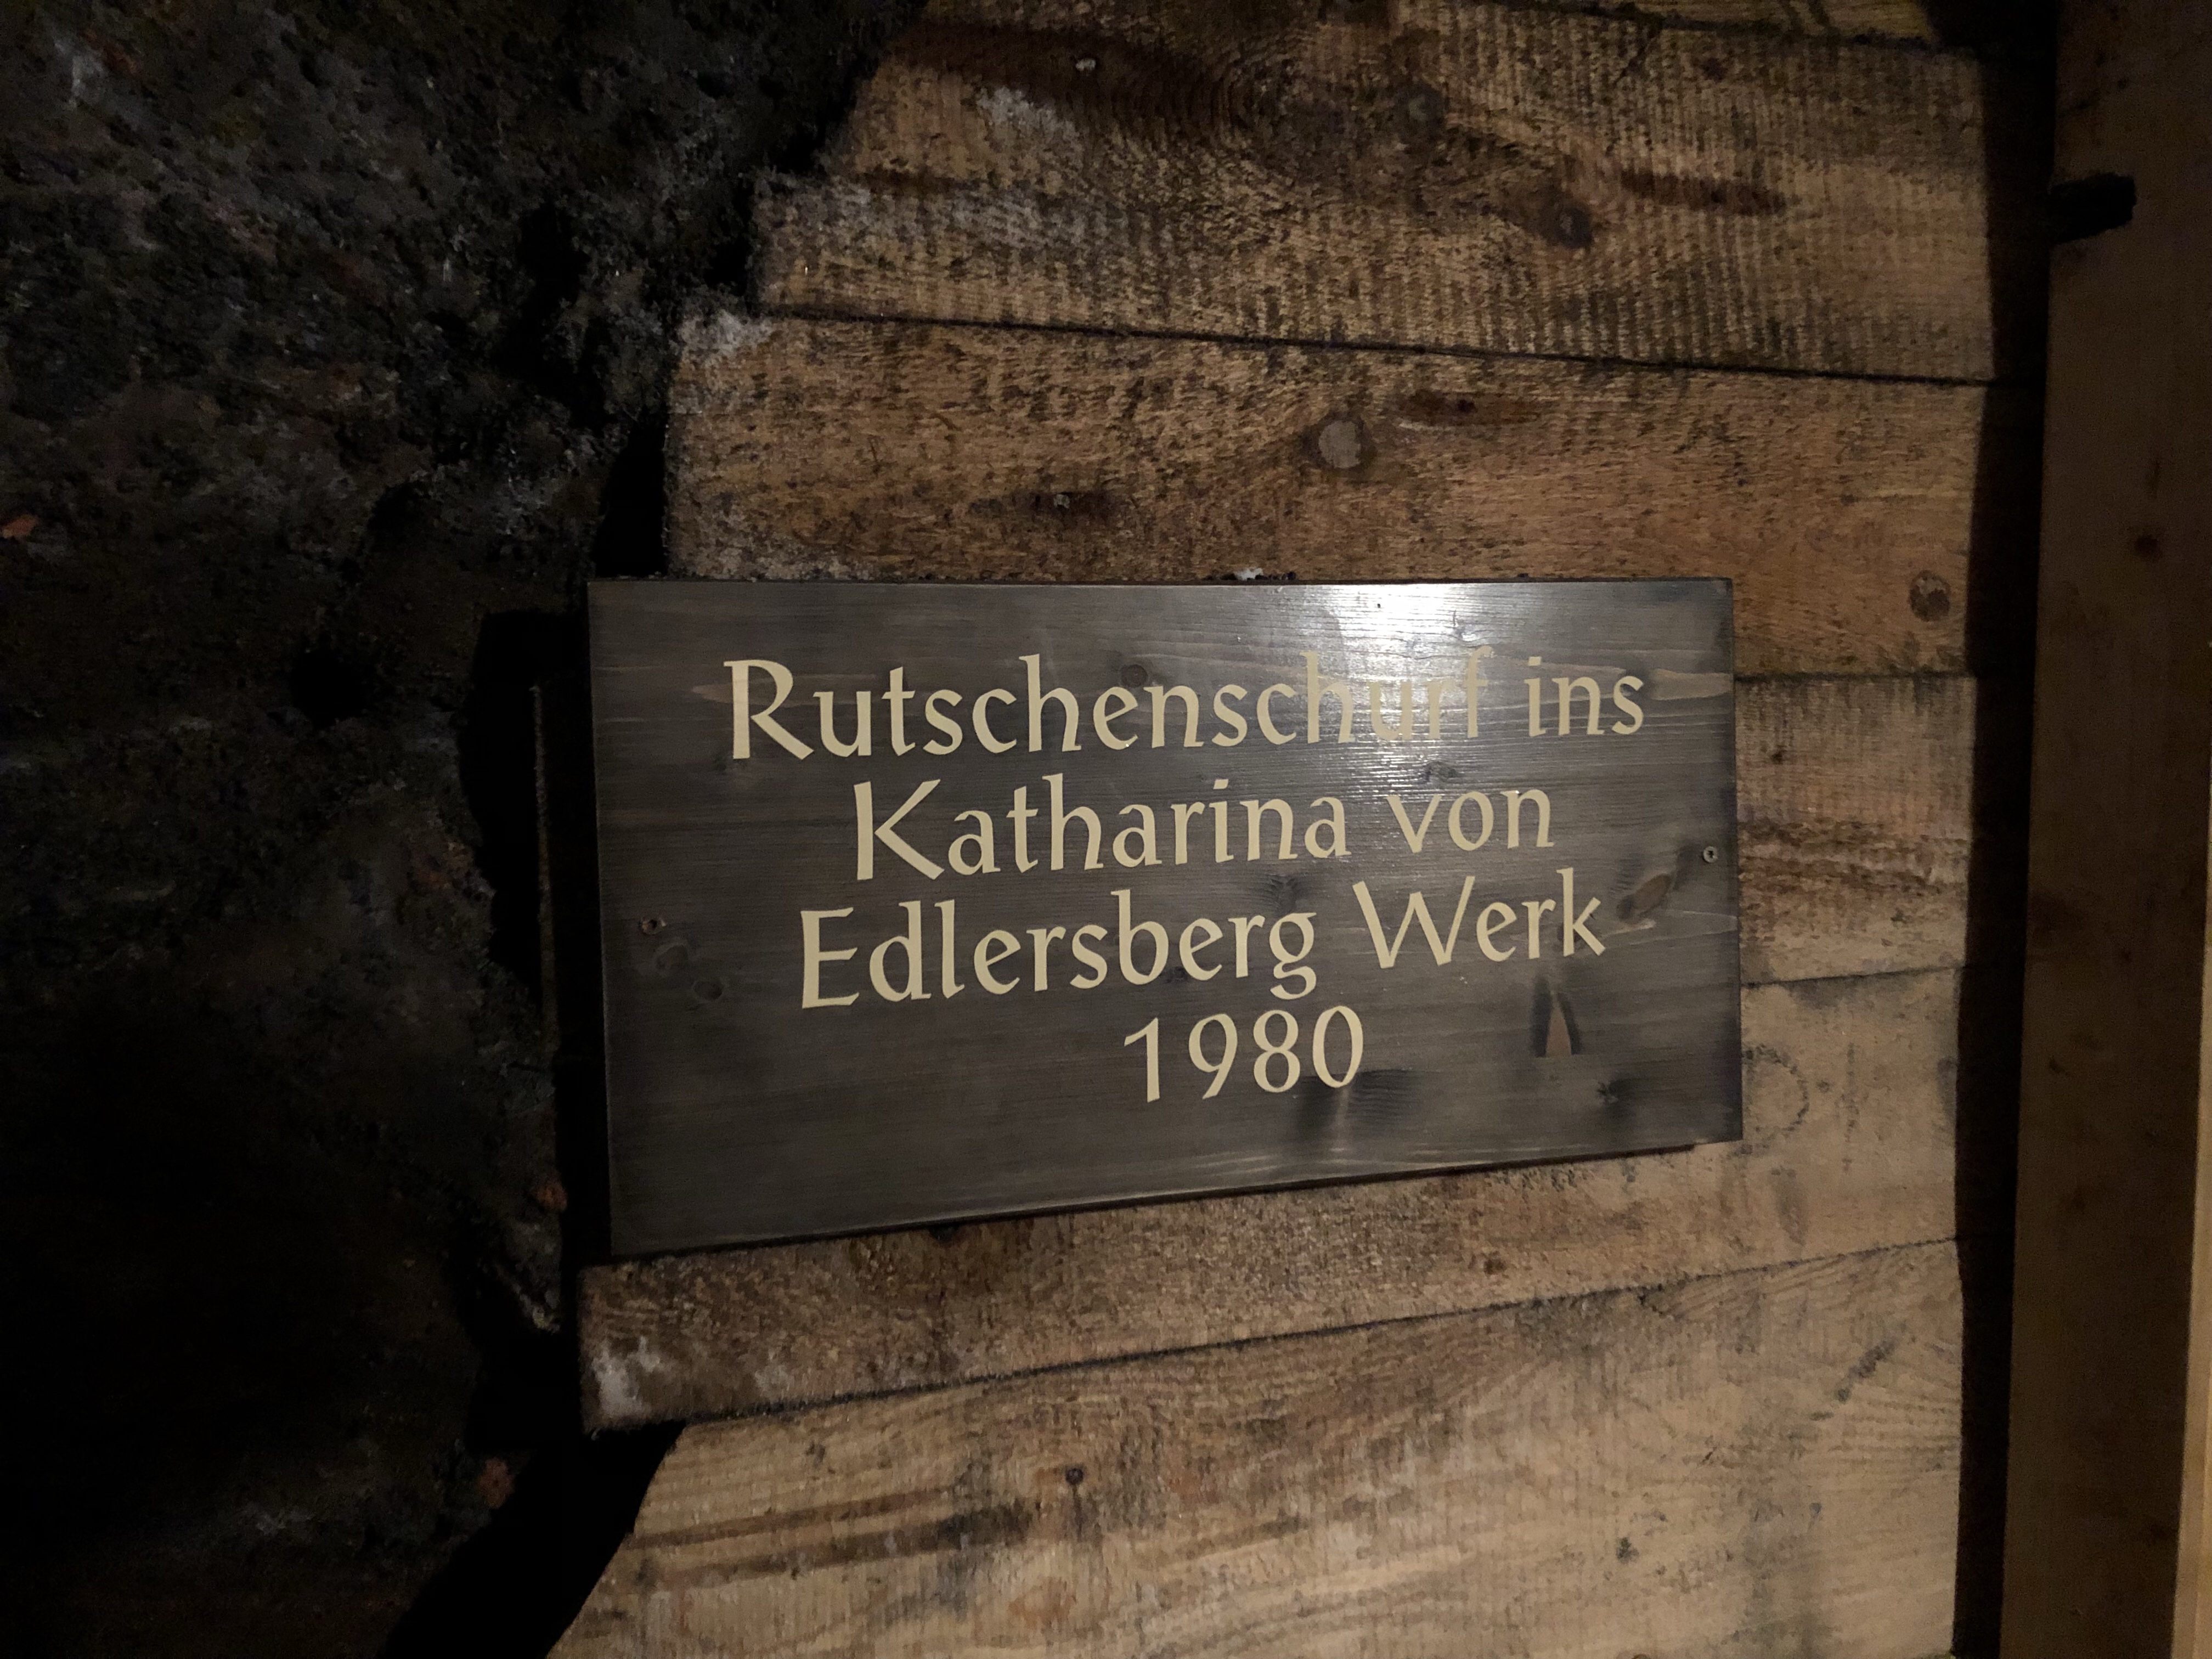 Rutschenschurf ins
Katharina von
Edlersberg Werk
1980